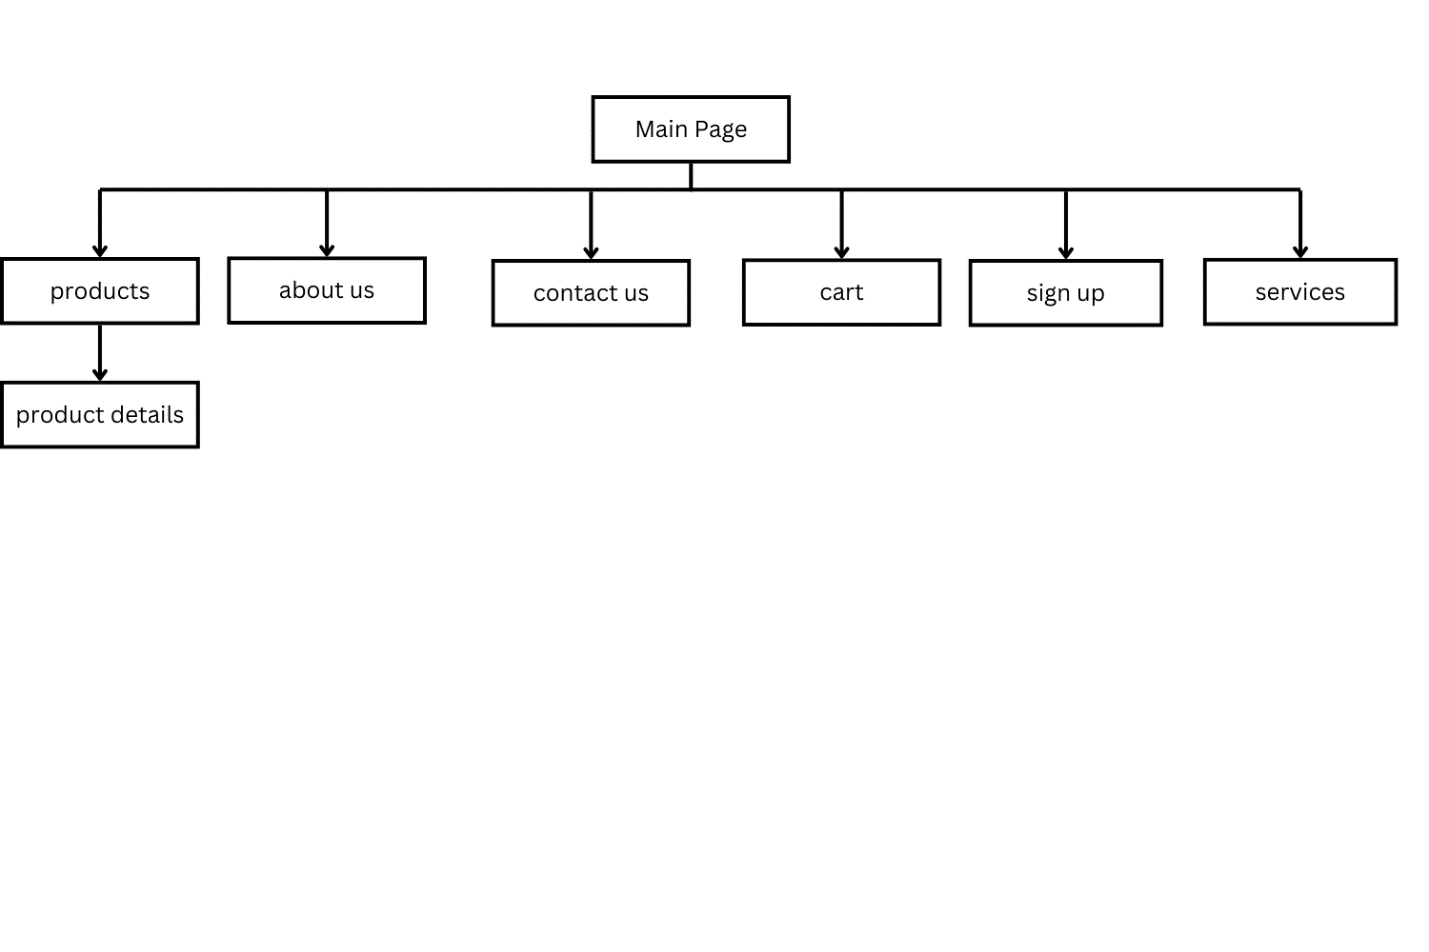 Main Page
products
about us
contact us
cart
sign up
services
product details